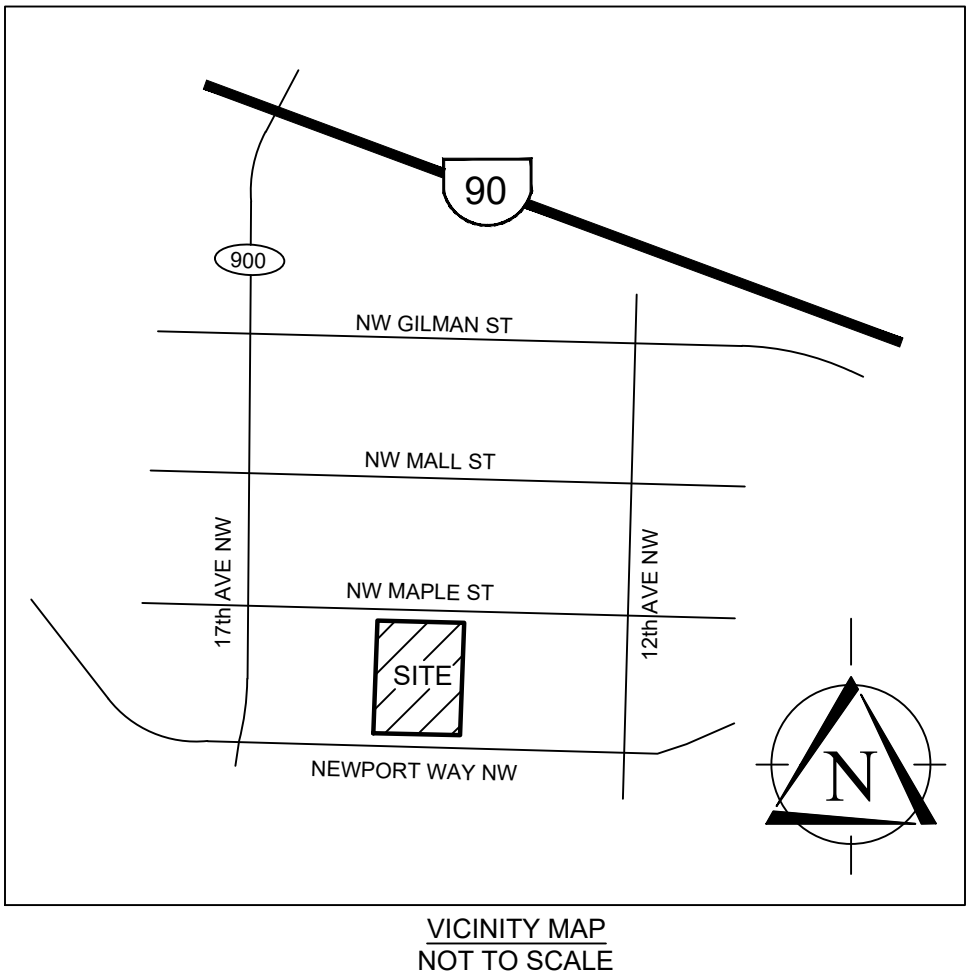 90
900
NW GILMAN ST
NW MALL ST
17th AVE NW
12th AVE NW
NW MAPLE ST
SITE
NEWPORT WAY NW
N
VICINITY MAP
NOT TO SCALE